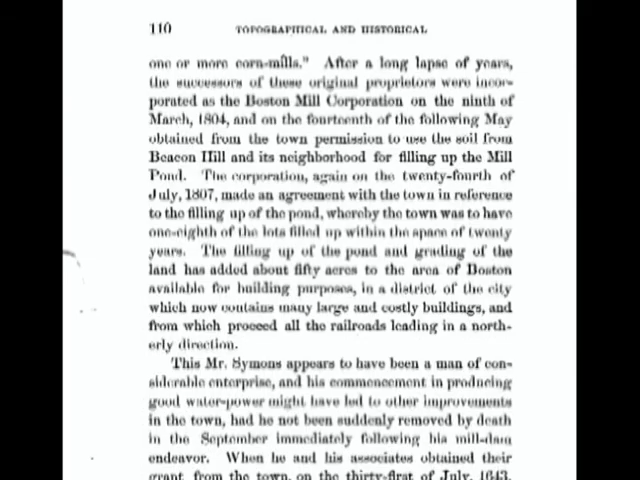 110 TOPOGRAPHICAL AND HISTORICAL
one or more corn-mills." After a long lapse of years,
the successors of these original proprietors were incor-
porated as the Boston Mill Corporation on the ninth of
March, 1804, and on the fourteenth of the following May
obtained from the town permission to use the soil from
Beacon Hill and its neighborhood for filling up the Mill
Pond. The corporation, again on the twenty-fourth of
July, 1807, made an agreement with the town in reference
to the filling up of the pond, whereby the town was to have
one-eighth of the lots filled up within the space of twenty
years. The filling up of the pond and grading of the
land has added about fifty acres to the area of Boston
available for building purposes, in a district of the city
which now contains many large and costly buildings, and
from which proceed all the railroads leading in a north-
erly direction.
This Mr. Symons appears to have been a man of con-
siderable enterprise, and his commencement in producing
good water-power might have led to other improvements
in the town, had he not been suddenly removed by death
in the September immediately following his mill-dam
endeavor. When he and his associates obtained their
grant from the town, on the thirty-first of July, 1643,